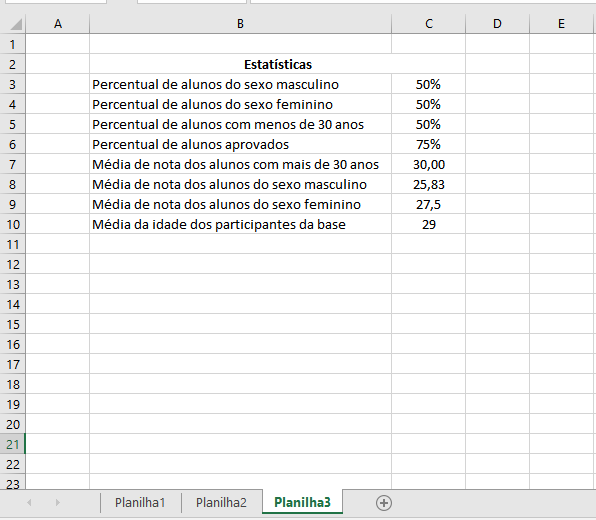 A B C D E
1
2 Estatísticas
3 Percentual de alunos do sexo masculino 50%
4 Percentual de alunos do sexo feminino 50%
5 Percentual de alunos com menos de 30 anos 50%
6 Percentual de alunos aprovados 75%
7 Média de nota dos alunos com mais de 30 anos 30,00
8 Média de nota dos alunos do sexo masculino 25,83
9 Média de nota dos alunos do sexo feminino 27,5
10 Média da idade dos participantes da base 29
11
12
13
14
15
16
17
18
19
20
21
22
23
Planilha1 Planilha2 Planilha3